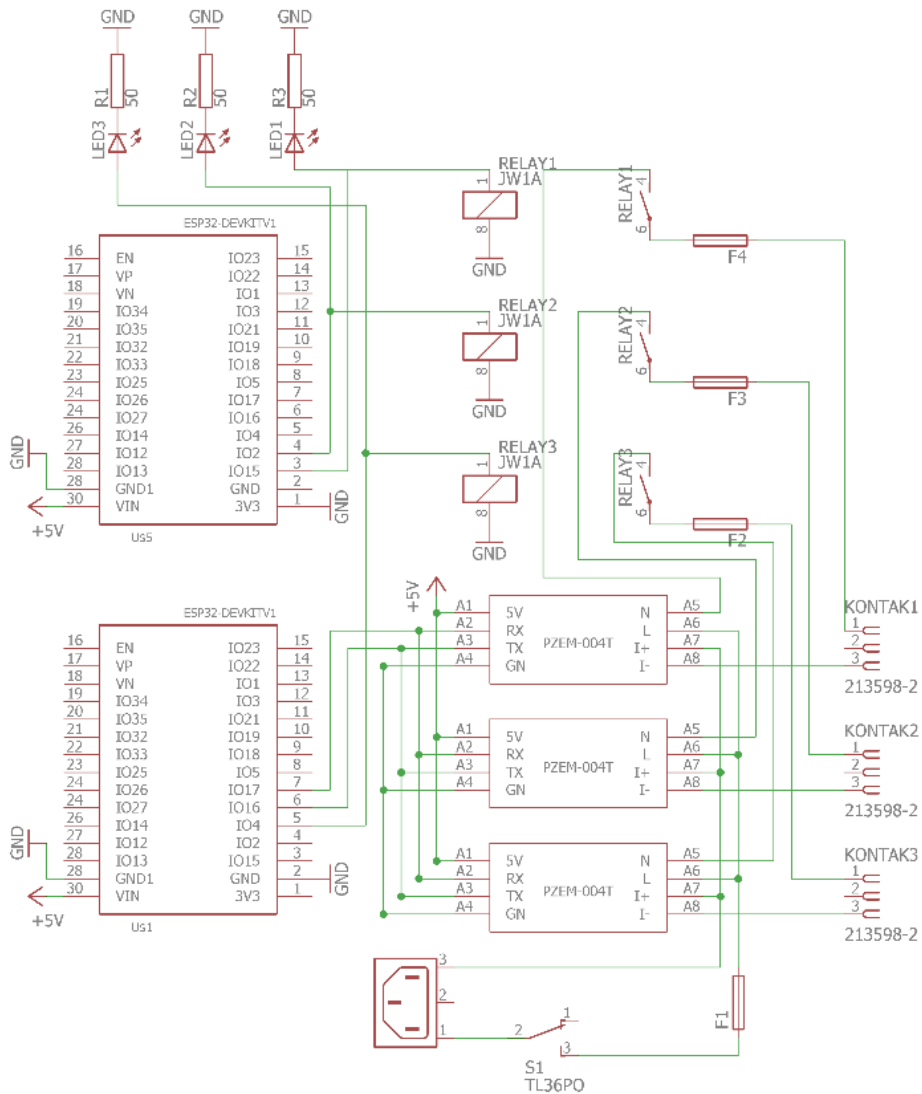 GND GND GND
R1 50 R2 50 R3 50
LED3 LED2 LED1
RELAY1
JW1A
1
8
GND
RELAY1
4
6
F4
ESP32-DEVKITV1
16 EN IO23 15
17 VP IO22 14
18 VN IO1 13
19 IO34 IO3 12
20 IO35 IO21 11
21 IO32 IO19 10
22 IO33 IO18 9
23 IO25 IO5 8
24 IO26 IO17 7
24 IO27 IO16 6
26 IO14 IO4 5
27 IO12 IO2 4
28 IO13 IO15 3
28 GND1 GND 2
30 VIN 3V3 1
GND
+5V
GND
Us5
RELAY2
JW1A
1
8
GND
RELAY2
4
6
F3
RELAY3
JW1A
1
8
GND
RELAY3
4
6
F2
ESP32-DEVKITV1
16 EN IO23 15
17 VP IO22 14
18 VN IO1 13
19 IO34 IO3 12
20 IO35 IO21 11
21 IO32 IO19 10
22 IO33 IO18 9
23 IO25 IO5 8
24 IO26 IO17 7
24 IO27 IO16 6
26 IO14 IO4 5
27 IO12 IO2 4
28 IO13 IO15 3
28 GND1 GND 2
30 VIN 3V3 1
GND
+5V
GND
Us1
+5V
A1 5V N A5
A2 RX L A6
PZEM-004T
A3 TX I+ A7
A4 GN I- A8
KONTAK1
1
2
3
213598-2
A1 5V N A5
A2 RX L A6
PZEM-004T
A3 TX I+ A7
A4 GN I- A8
KONTAK2
1
2
3
213598-2
A1 5V N A5
A2 RX L A6
PZEM-004T
A3 TX I+ A7
A4 GN I- A8
KONTAK3
1
2
3
213598-2
3
2
1
2 1
3
S1
TL36PO
F1